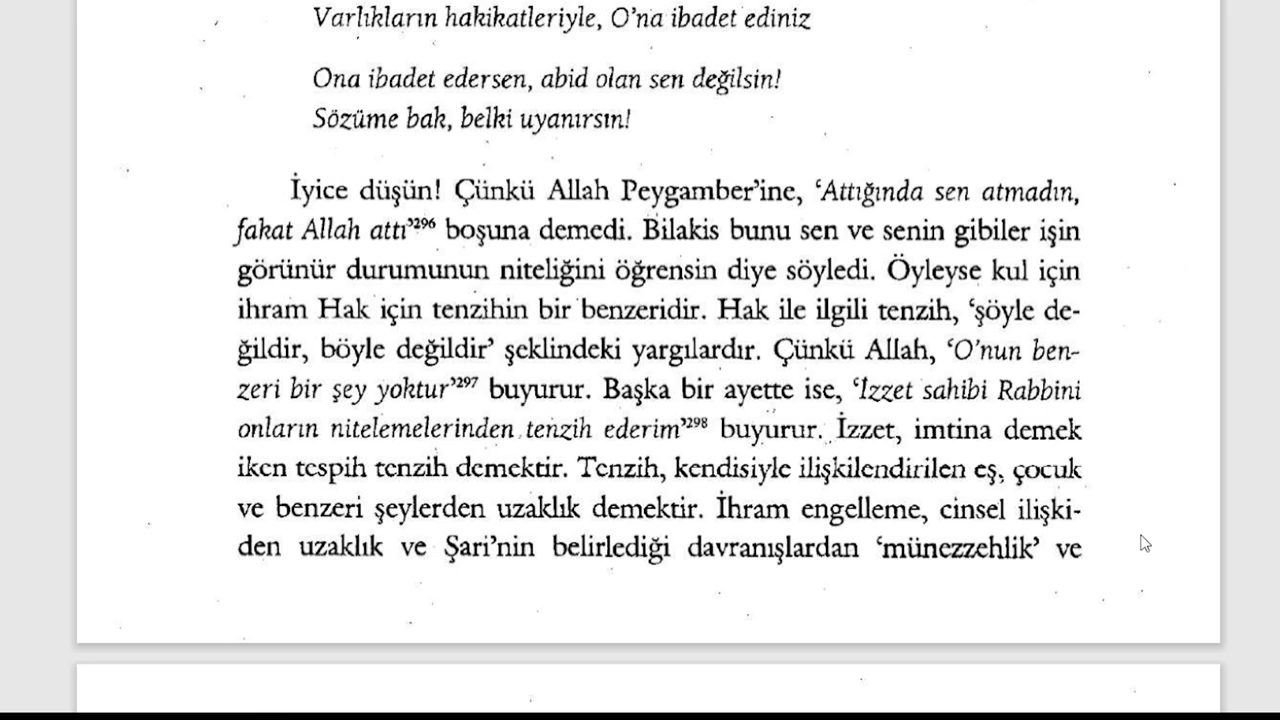 Varlıkların hakikatleriyle, O’na ibadet ediniz
Ona ibadet edersen, abid olan sen değilsin!
Sözüme bak, belki uyanırsın!
İyice düşün! Çünkü Allah Peygamber’ine, ‘Attığında sen atmadın,
fakat Allah attı’²⁹⁶ boşuna demedi. Bilakis bunu sen ve senin gibiler işin
görünür durumunun niteliğini öğrensin diye söyledi. Öyleyse kul için
ihram Hak için tenzihin bir benzeridir. Hak ile ilgili tenzih, ‘şöyle de-
ğildir, böyle değildir’ şeklindeki yargılardır. Çünkü Allah, ‘O’nun ben-
zeri bir şey yoktur’²⁹⁷ buyurur. Başka bir ayette ise, ‘İzzet sahibi Rabbini
onların nitelemelerinden tenzih ederim’²⁹⁸ buyurur. İzzet, imtina demek
iken tespih tenzih demektir. Tenzih, kendisiyle ilişkilendirilen eş, çocuk
ve benzeri şeylerden uzaklık demektir. İhram engelleme, cinsel ilişki-
den uzaklık ve Şari’nin belirlediği davranışlardan ‘münezzehlik’ ve